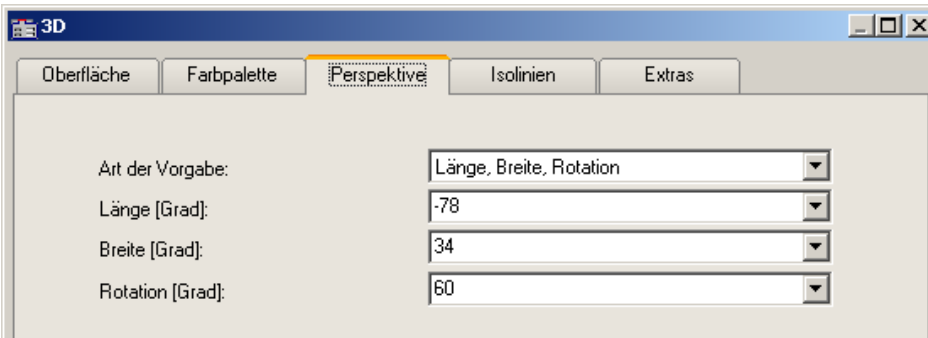 3D
Oberfläche Farbpalette Perspektive Isolinien Extras
Art der Vorgabe: Länge, Breite, Rotation
Länge [Grad]: -78
Breite [Grad]: 34
Rotation [Grad]: 60